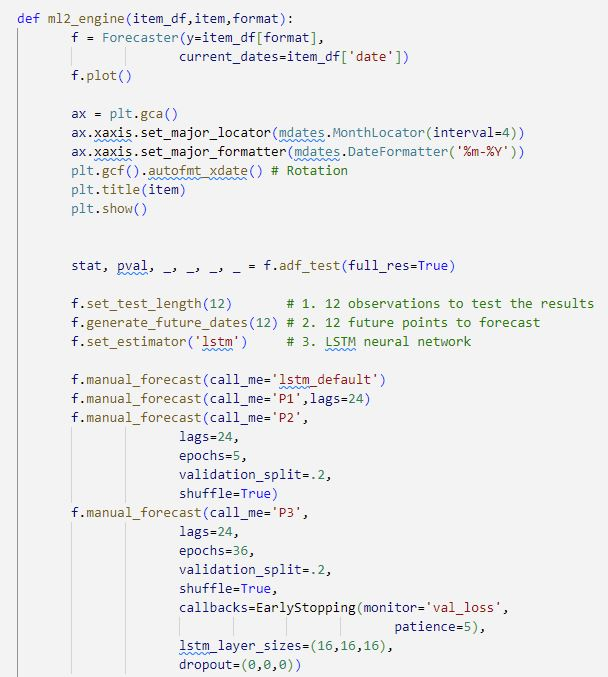 def ml2_engine(item_df,item,format):
f = Forecaster(y=item_df[format],
current_dates=item_df['date'])
f.plot()
ax = plt.gca()
ax.xaxis.set_major_locator(mdates.MonthLocator(interval=4))
ax.xaxis.set_major_formatter(mdates.DateFormatter('%m-%Y'))
plt.gcf().autofmt_xdate() # Rotation
plt.title(item)
plt.show()
stat, pval, _, _, _, _ = f.adf_test(full_res=True)
f.set_test_length(12) # 1. 12 observations to test the results
f.generate_future_dates(12) # 2. 12 future points to forecast
f.set_estimator('lstm') # 3. LSTM neural network
f.manual_forecast(call_me='lstm_default')
f.manual_forecast(call_me='P1',lags=24)
f.manual_forecast(call_me='P2',
lags=24,
epochs=5,
validation_split=.2,
shuffle=True)
f.manual_forecast(call_me='P3',
lags=24,
epochs=36,
validation_split=.2,
shuffle=True,
callbacks=EarlyStopping(monitor='val_loss',
patience=5),
lstm_layer_sizes=(16,16,16),
dropout=(0,0,0))